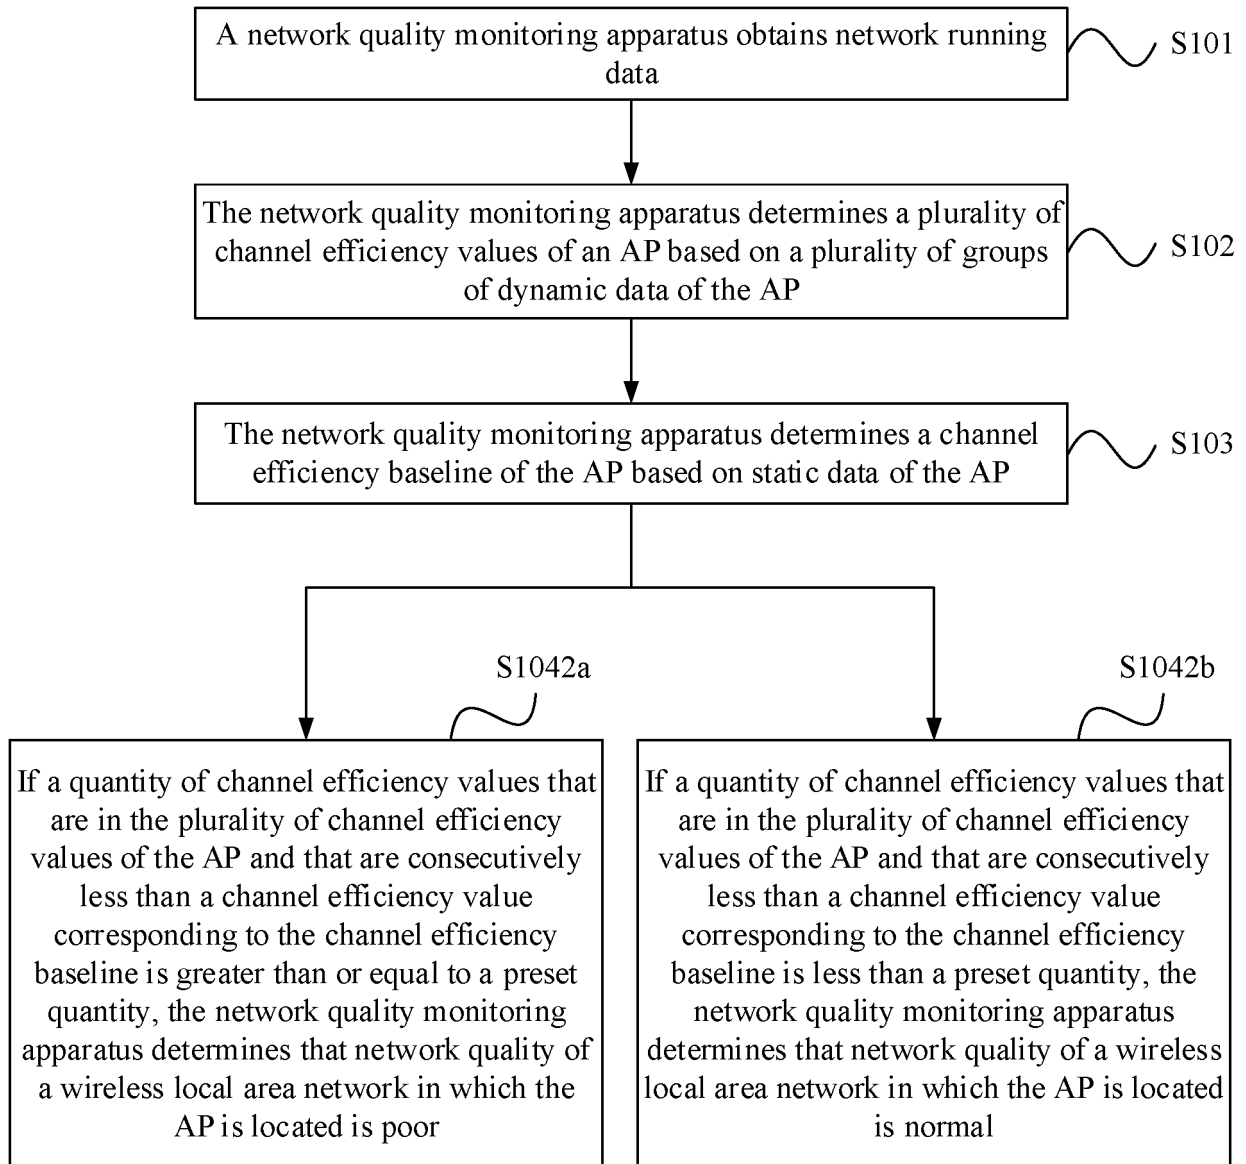 A network quality monitoring apparatus obtains network running
data
S101
The network quality monitoring apparatus determines a plurality of
channel efficiency values of an AP based on a plurality of groups
of dynamic data of the AP
S102
The network quality monitoring apparatus determines a channel
efficiency baseline of the AP based on static data of the AP
S103
S1042a
If a quantity of channel efficiency values that
are in the plurality of channel efficiency
values of the AP and that are consecutively
less than a channel efficiency value
corresponding to the channel efficiency
baseline is greater than or equal to a preset
quantity, the network quality monitoring
apparatus determines that network quality of
a wireless local area network in which the
AP is located is poor
S1042b
If a quantity of channel efficiency values that
are in the plurality of channel efficiency
values of the AP and that are consecutively
less than a channel efficiency value
corresponding to the channel efficiency
baseline is less than a preset quantity, the
network quality monitoring apparatus
determines that network quality of a wireless
local area network in which the AP is located
is normal